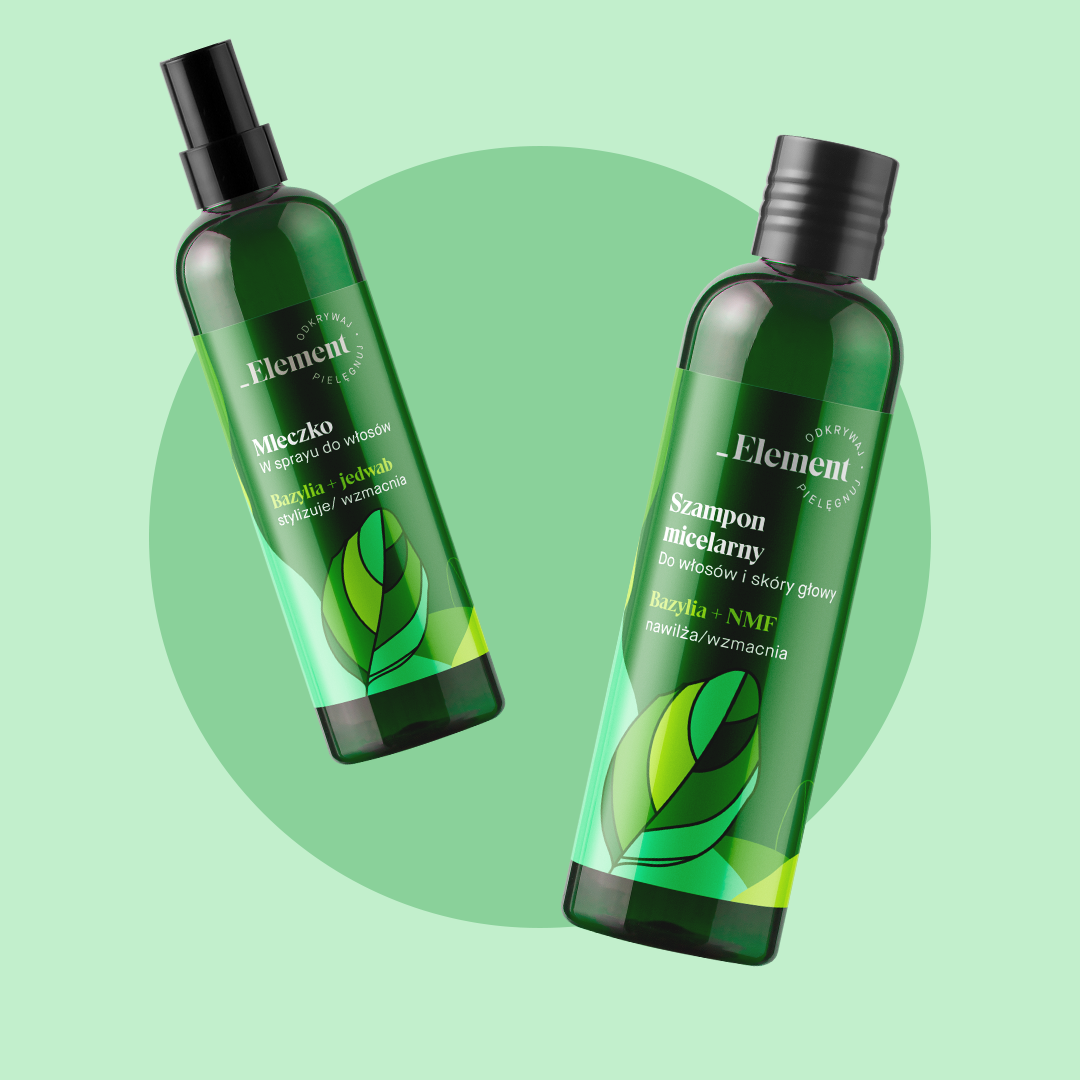 _Element
ODKRYWAJ • PIELĘGNUJ
Mleczko
W sprayu do włosów
Bazylia + jedwab
stylizuje/ wzmacnia
_Element
ODKRYWAJ • PIELĘGNUJ
Szampon
micelarny
Do włosów i skóry głowy
Bazylia + NMF
nawilża/wzmacnia